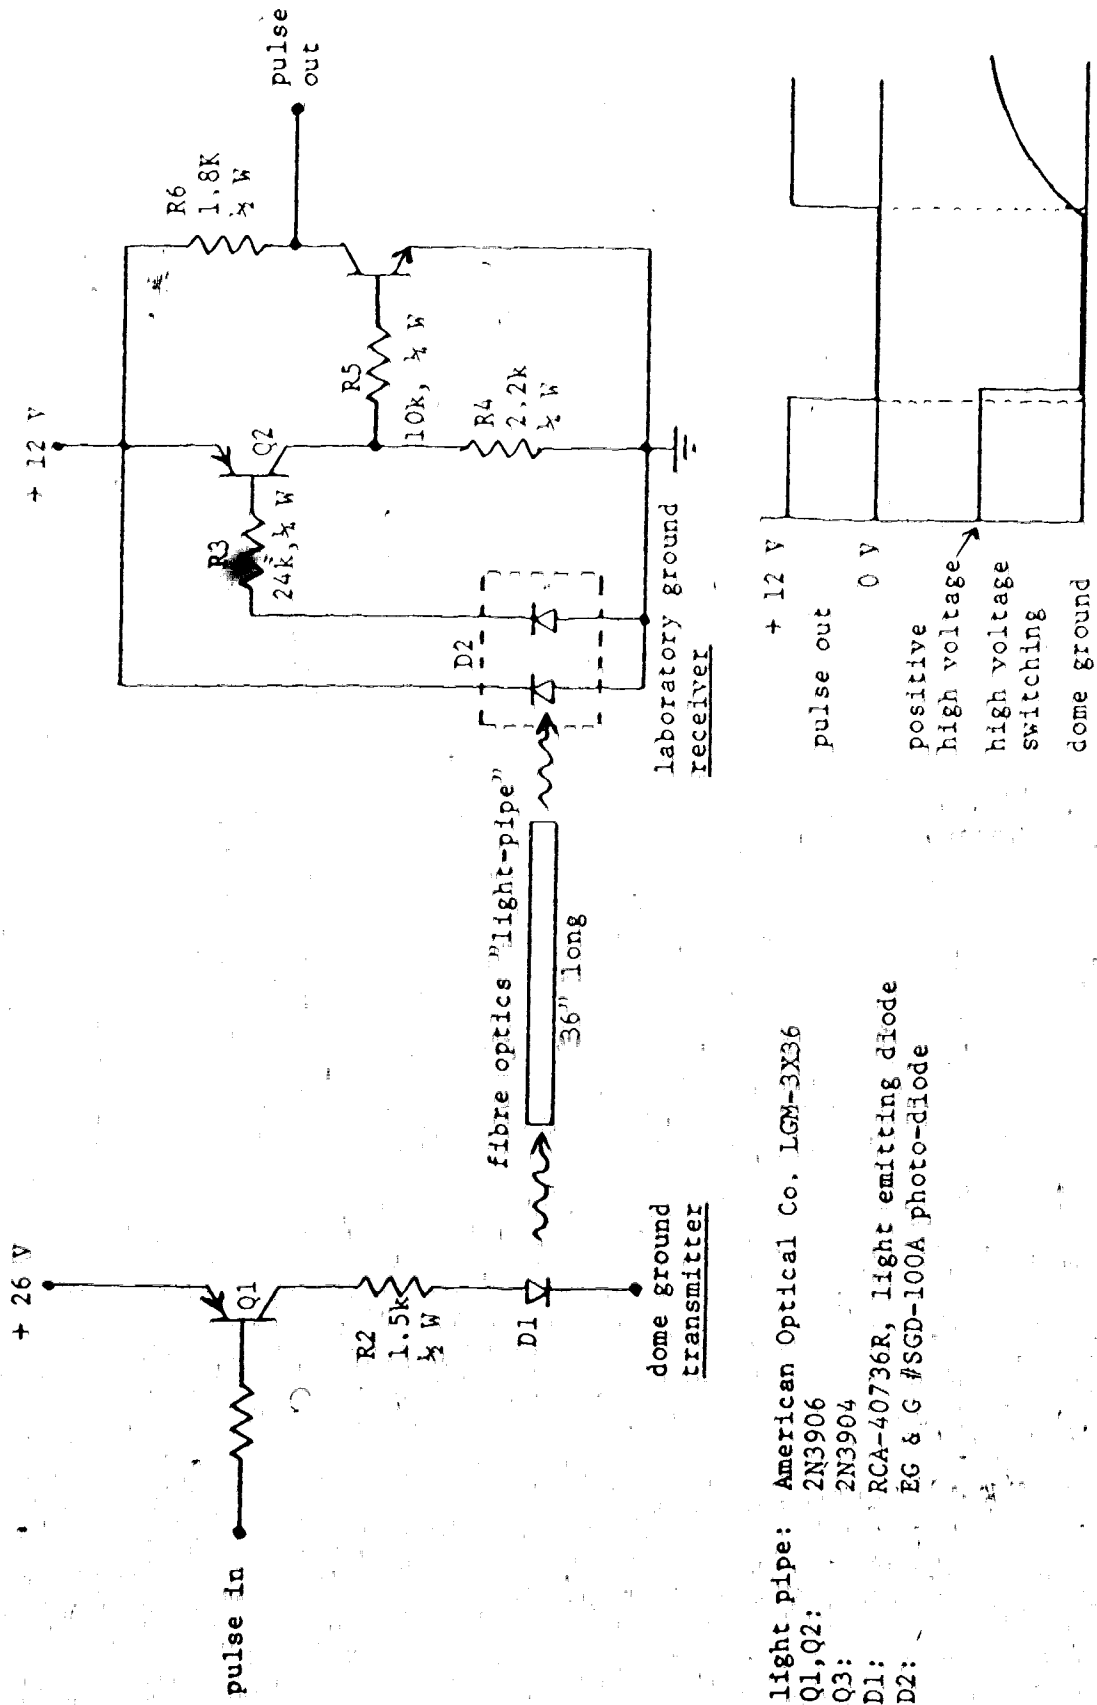 + 26 V
pulse in
Q1
R2
1.5k
½ W
D1
dome ground
transmitter
fibre optics "light-pipe"
36" long
+ 12 V
R3
24k, ½ W
Q2
D2
R5
10k, ½ W
R4
2.2k
½ W
R6
1.8K
½ W
pulse
out
laboratory ground
receiver
light pipe: American Optical Co. LGM-3X36
Q1,Q2: 2N3906
Q3: 2N3904
D1: RCA-40736R, light emitting diode
D2: EG & G #SGD-100A photo-diode
+ 12 V
pulse out
0 V
positive
high voltage
high voltage
switching
dome ground